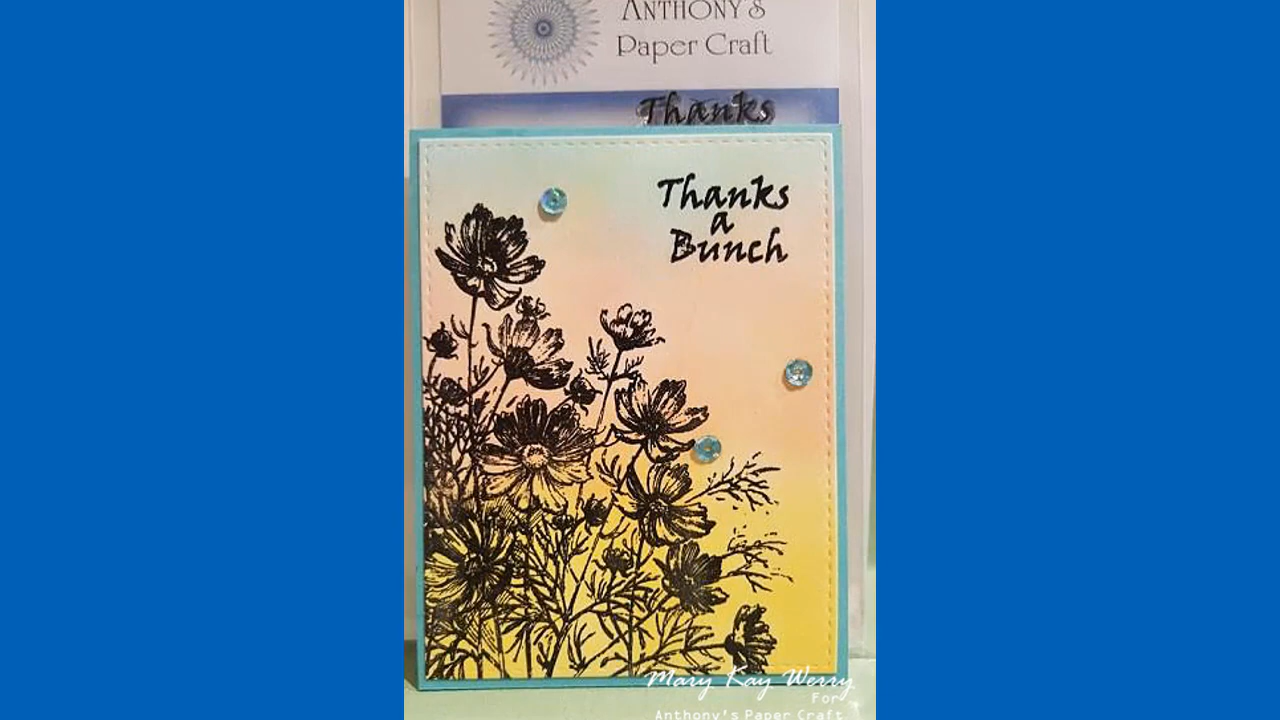 ANTHONY'S
Paper Craft
Thanks
Thanks
a
Bunch
Mary Kay Werry
For
Anthony's Paper Craft